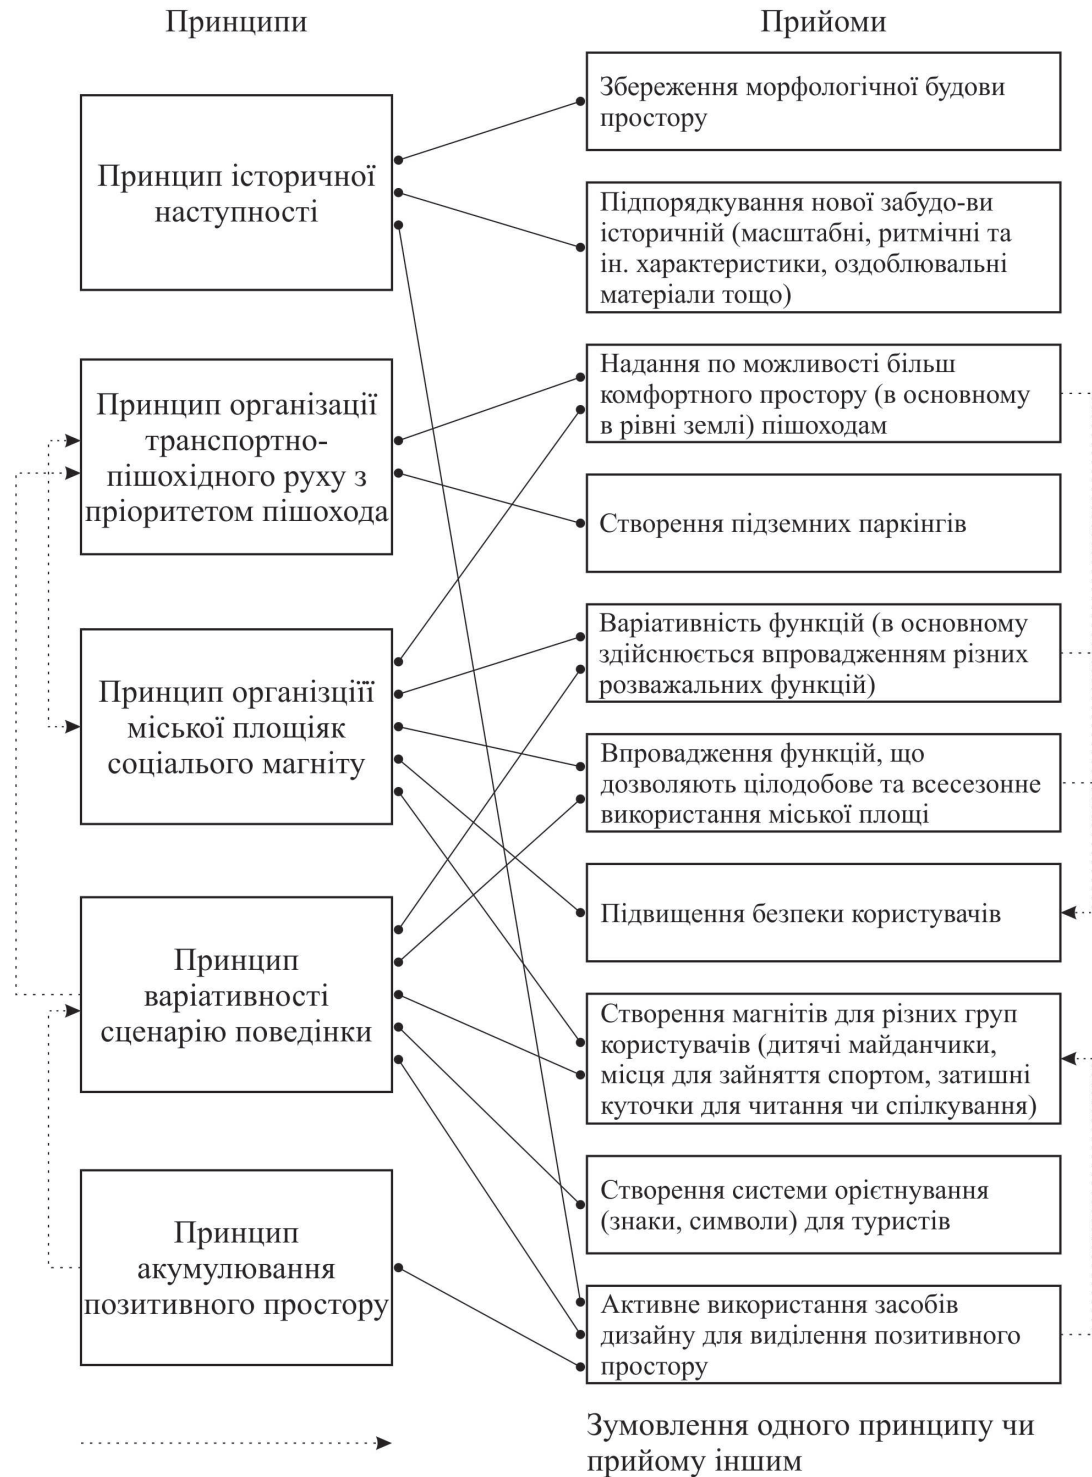 Принципи
Прийоми
Принцип історичної
наступності
Принцип організації
транспортно-
пішохідного руху з
пріоритетом пішохода
Принцип організціїї
міської площіяк
соціалього магніту
Принцип
варіативності
сценарію поведінки
Принцип
акумулювання
позитивного простору
Збереження морфологічної будови
простору
Підпорядкування нової забудо-ви
історичній (масштабні, ритмічні та
ін. характеристики, оздоблювальні
матеріали тощо)
Надання по можливості більш
комфортного простору (в основному
в рівні землі) пішоходам
Створення підземних паркінгів
Варіативність функцій (в основному
здійснюється впровадженням різних
розважальних функцій)
Впровадження функцій, що
дозволяють цілодобове та всесезонне
використання міської площі
Підвищення безпеки користувачів
Створення магнітів для різних груп
користувачів (дитячі майданчики,
місця для зайняття спортом, затишні
куточки для читання чи спілкування)
Створення системи орієтнування
(знаки, символи) для туристів
Активне використання засобів
дизайну для виділення позитивного
простору
Зумовлення одного принципу чи
прийому іншим